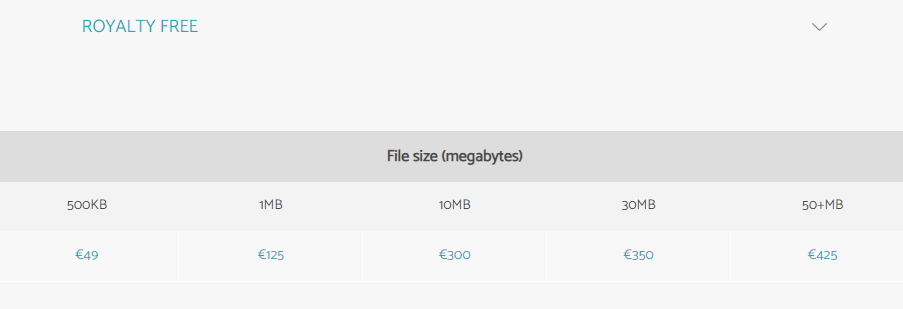 ROYALTY FREE
File size (megabytes)
500KB 1MB 10MB 30MB 50+MB
€49 €125 €300 €350 €425